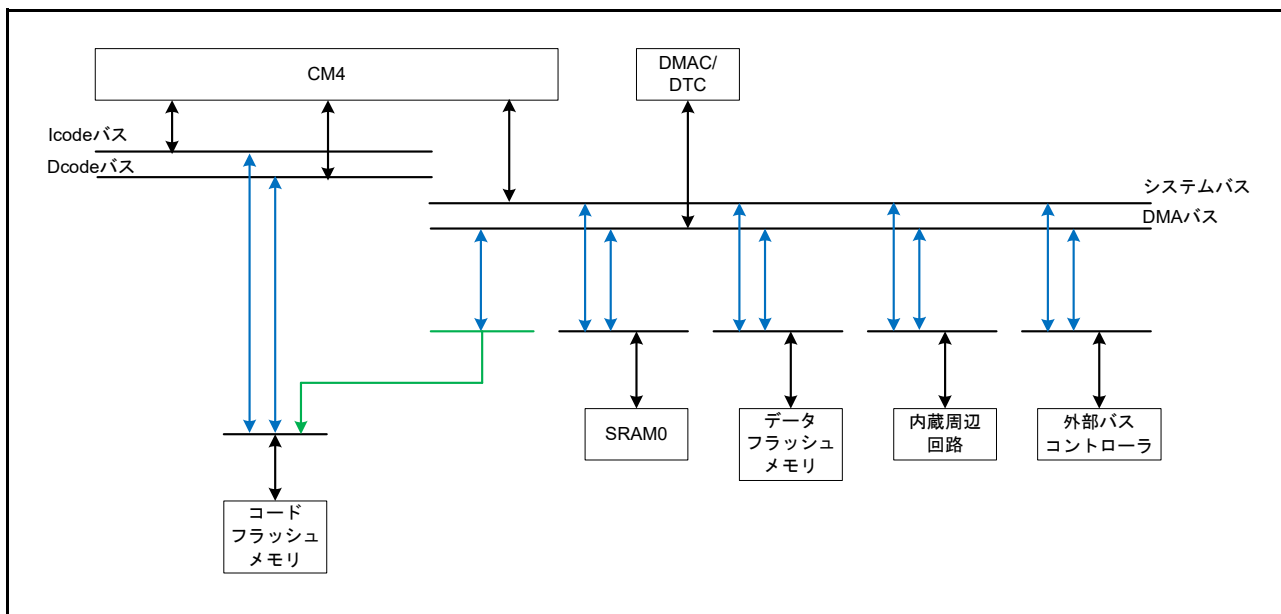 CM4
DMAC/
DTC
Icodeバス
Dcodeバス
システムバス
DMAバス
SRAM0
データ
フラッシュ
メモリ
内蔵周辺
回路
外部バス
コントローラ
コード
フラッシュ
メモリ